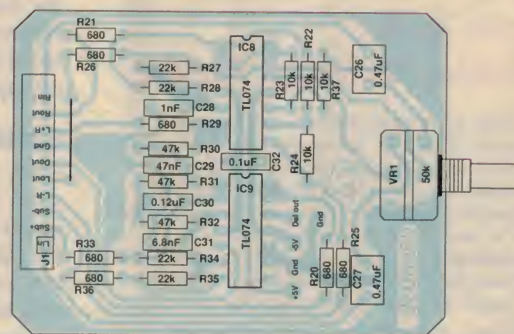 R21
680
680
R26
22k R27
22k R28
1nF C28
680 R29
47k R30
47nF C29
47k R31
0.12uF C30
47k R32
6.8nF C31
22k R34
22k R35
IC8
TL074
0.1uF C32
IC9
TL074
R22
R23 10k
10k
10k R37
R24 10k
C26
0.47uF
VR1 50k
Rin
Rout
L+R
Gnd
Dout
Lout
L-R
Sub-
Sub+
Lin
J1
R33
680
680
R36
Del out
Gnd
-5V
Gnd
+5V
R20 680
680 R25
C27
0.47uF